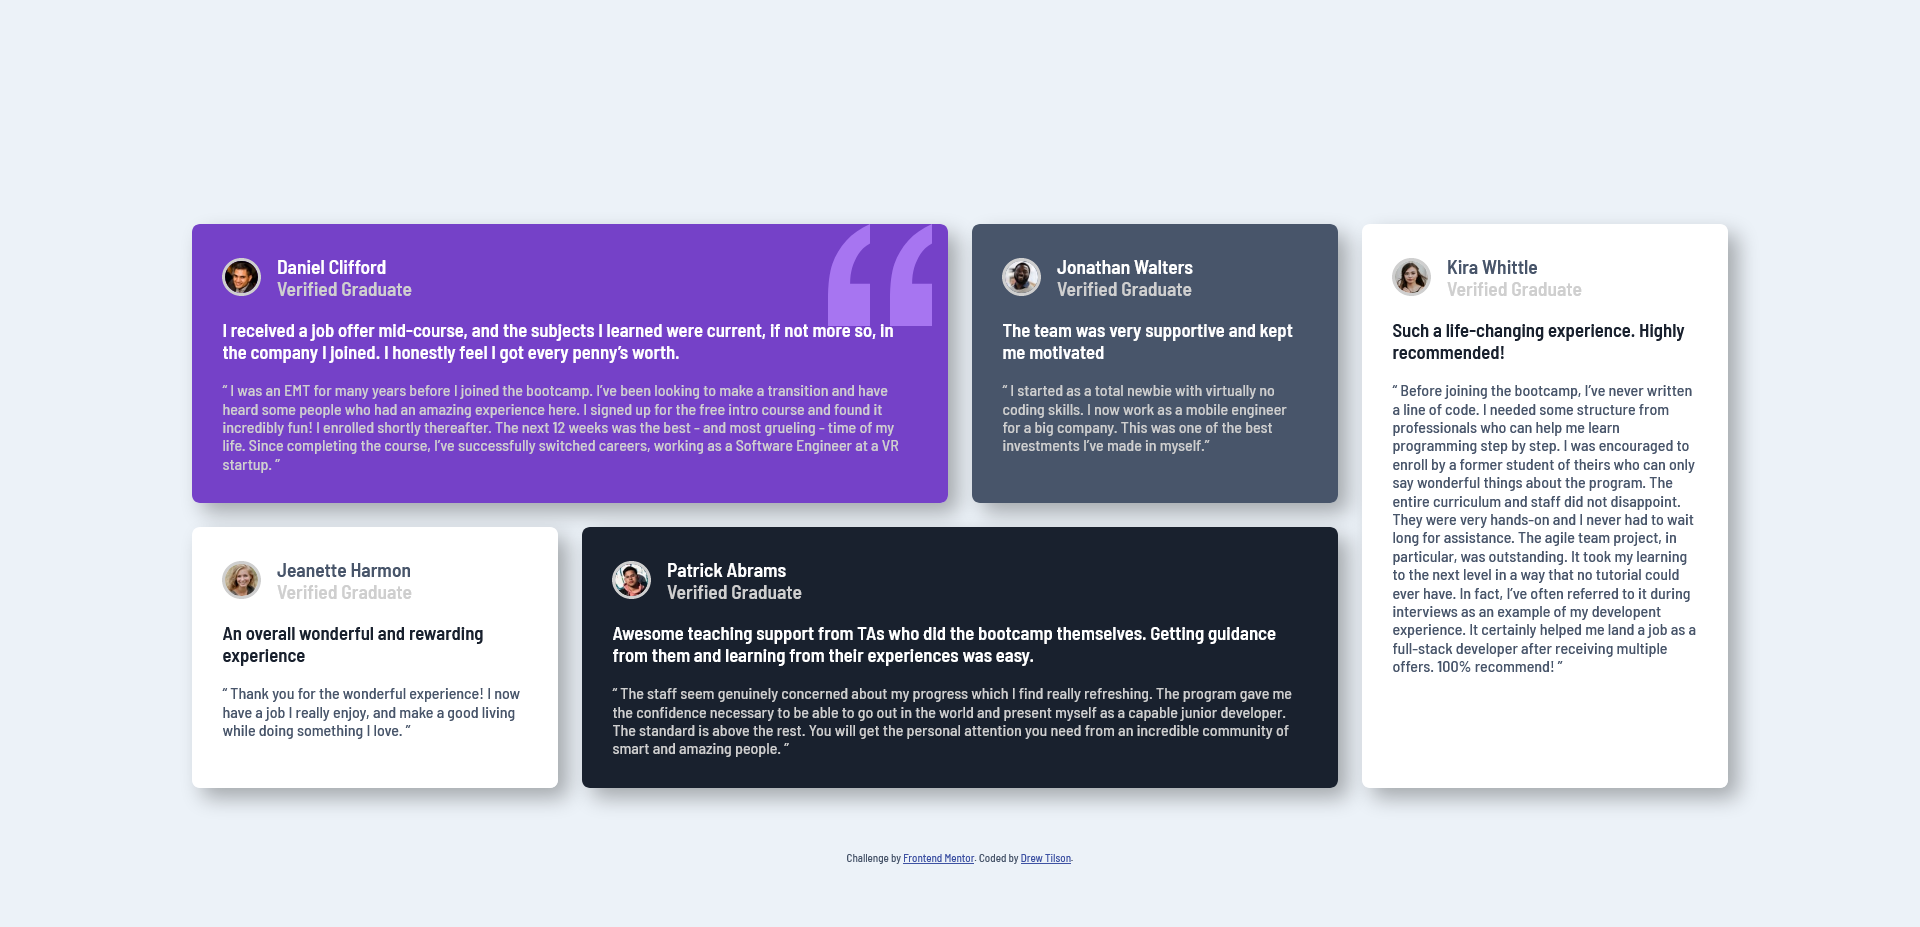 Daniel Clifford
Verified Graduate
I received a job offer mid-course, and the subjects I learned were current, if not more so, in
the company I joined. I honestly feel I got every penny’s worth.
“ I was an EMT for many years before I joined the bootcamp. I’ve been looking to make a transition and have
heard some people who had an amazing experience here. I signed up for the free intro course and found it
incredibly fun! I enrolled shortly thereafter. The next 12 weeks was the best - and most grueling - time of my
life. Since completing the course, I’ve successfully switched careers, working as a Software Engineer at a VR
startup. ”
Jonathan Walters
Verified Graduate
The team was very supportive and kept
me motivated
“ I started as a total newbie with virtually no
coding skills. I now work as a mobile engineer
for a big company. This was one of the best
investments I’ve made in myself.”
Kira Whittle
Verified Graduate
Such a life-changing experience. Highly
recommended!
“ Before joining the bootcamp, I’ve never written
a line of code. I needed some structure from
professionals who can help me learn
programming step by step. I was encouraged to
enroll by a former student of theirs who can only
say wonderful things about the program. The
entire curriculum and staff did not disappoint.
They were very hands-on and I never had to wait
long for assistance. The agile team project, in
particular, was outstanding. It took my learning
to the next level in a way that no tutorial could
ever have. In fact, I’ve often referred to it during
interviews as an example of my developent
experience. It certainly helped me land a job as a
full-stack developer after receiving multiple
offers. 100% recommend! ”
Jeanette Harmon
Verified Graduate
An overall wonderful and rewarding
experience
“ Thank you for the wonderful experience! I now
have a job I really enjoy, and make a good living
while doing something I love. ”
Patrick Abrams
Verified Graduate
Awesome teaching support from TAs who did the bootcamp themselves. Getting guidance
from them and learning from their experiences was easy.
“ The staff seem genuinely concerned about my progress which I find really refreshing. The program gave me
the confidence necessary to be able to go out in the world and present myself as a capable junior developer.
The standard is above the rest. You will get the personal attention you need from an incredible community of
smart and amazing people. ”
Challenge by Frontend Mentor. Coded by Drew Tilson.